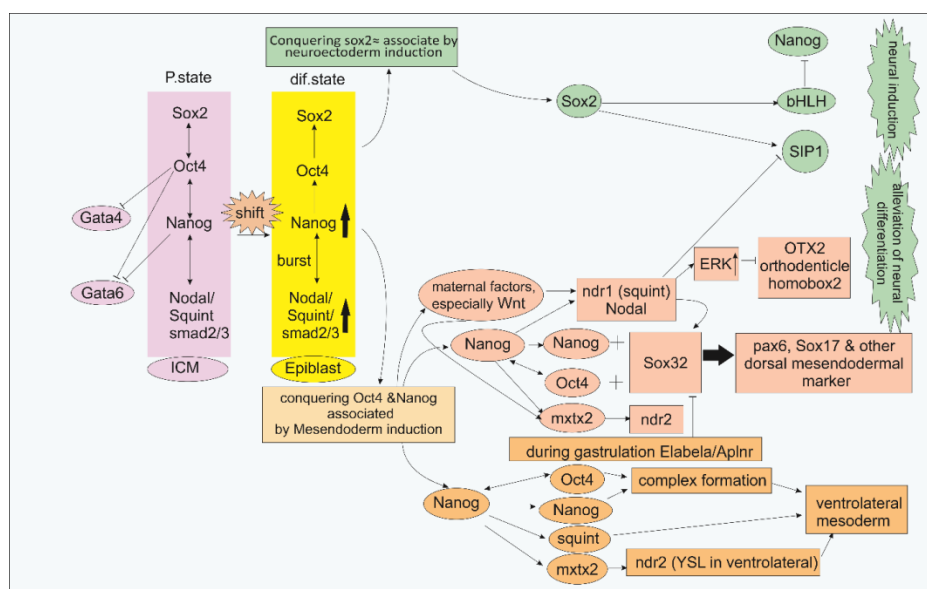 Conquering sox2≈ associate by
neuroectoderm induction
Nanog
neural induction
P.state
dif.state
Sox2
Sox2
Sox2
bHLH
Oct4
Oct4
SIP1
Gata4
Nanog
shift
Nanog
alleviation of neural
differentiation
burst
Gata6
Nodal/
Squint
smad2/3
Nodal/
Squint/
smad2/3
ICM
Epiblast
maternal factors,
especially Wnt
ndr1 (squint)
Nodal
ERK
OTX2
orthodenticle
homobox2
Nanog
Nanog
+
Oct4
+
Sox32
pax6, Sox17 & other
dorsal mesendodermal
marker
mxtx2
ndr2
conquering Oct4 &Nanog
associated
by Mesendoderm induction
during gastrulation Elabela/Aplnr
Nanog
Oct4
Nanog
complex formation
squint
mxtx2
ndr2 (YSL in ventrolateral)
ventrolateral
mesoderm